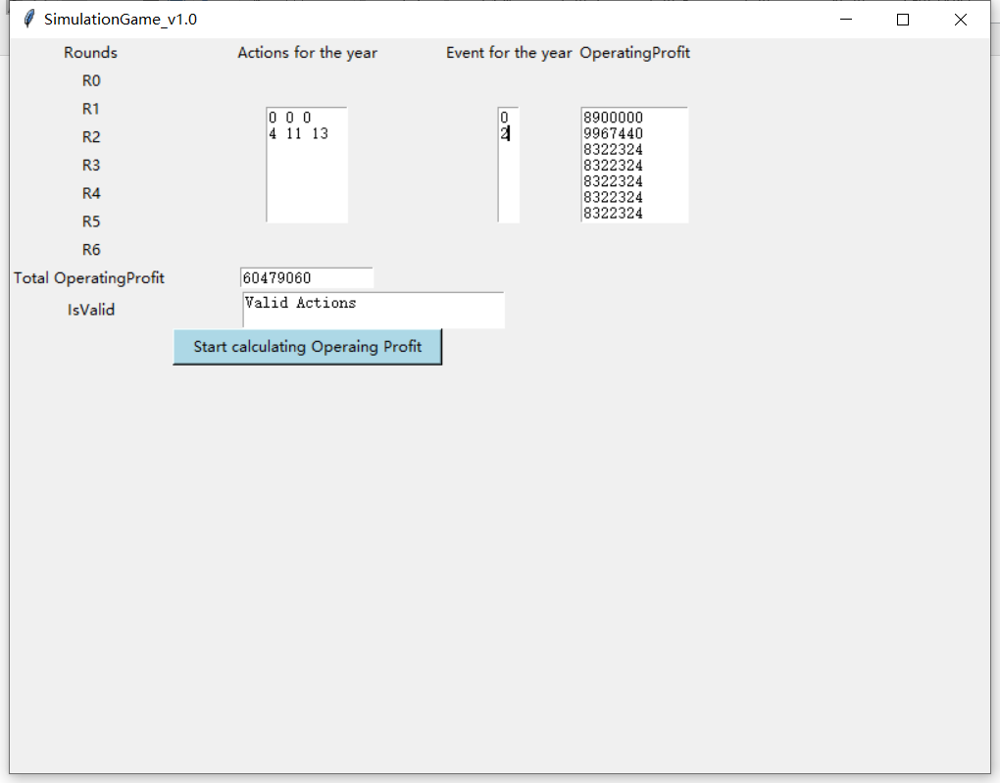 SimulationGame_v1.0
Rounds Actions for the year Event for the year OperatingProfit
R0
R1
R2
R3
R4
R5
R6
0 0 0
4 11 13
0
2
8900000
9967440
8322324
8322324
8322324
8322324
8322324
Total OperatingProfit 60479060
IsValid Valid Actions
Start calculating Operaing Profit